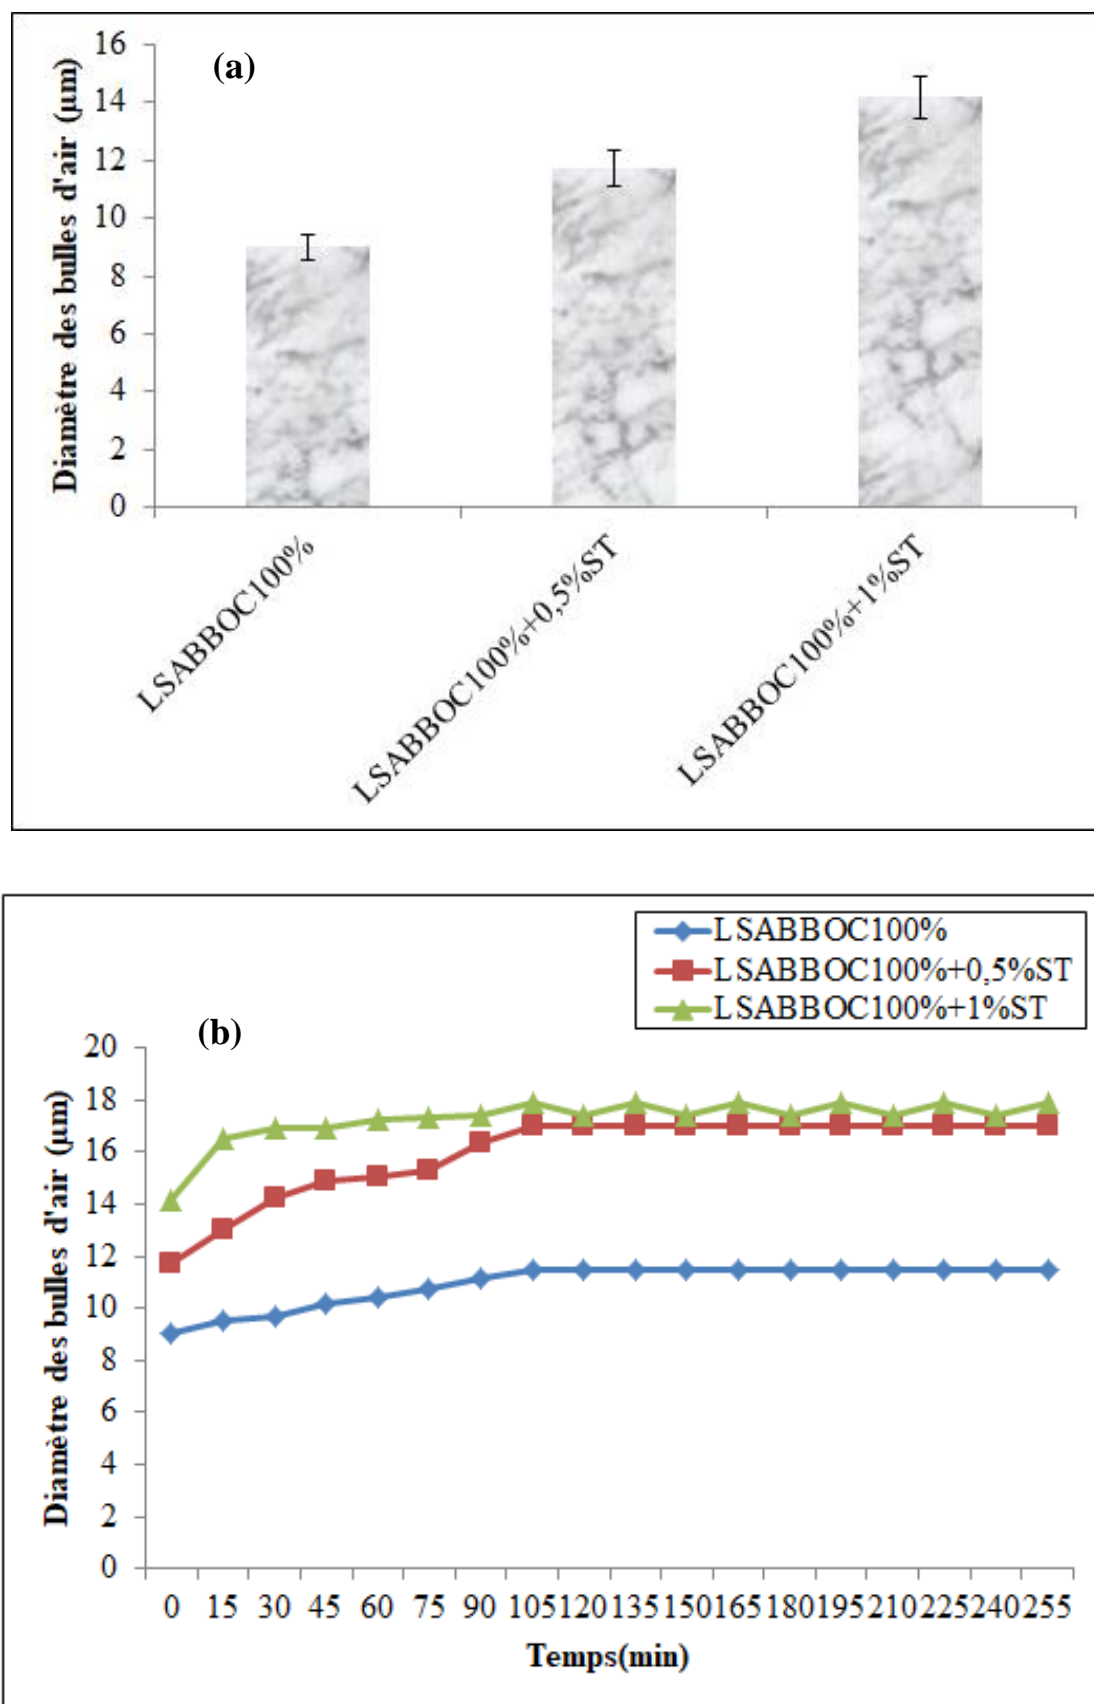 (a)
Diamètre des bulles d'air (µm)
16
14
12
10
8
6
4
2
0
LSABBOC100%
LSABBOC100%+0,5%ST
LSABBOC100%+1%ST
LSABBOC100%
LSABBOC100%+0,5%ST
LSABBOC100%+1%ST
(b)
Diamètre des bulles d'air (µm)
20
18
16
14
12
10
8
6
4
2
0
0 15 30 45 60 75 90 105 120 135 150 165 180 195 210 225 240 255
Temps(min)